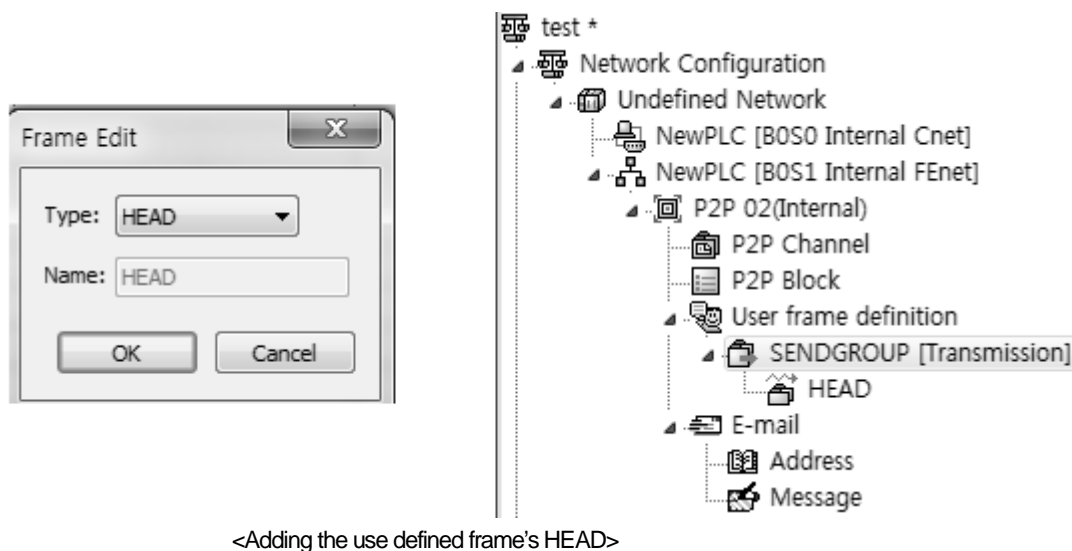 Frame Edit
X
Type: HEAD
Name: HEAD
OK Cancel
test *
Network Configuration
Undefined Network
NewPLC [B0S0 Internal Cnet]
NewPLC [B0S1 Internal FEnet]
P2P 02(Internal)
P2P Channel
P2P Block
User frame definition
SENDGROUP [Transmission]
HEAD
E-mail
Address
Message
<Adding the use defined frame's HEAD>